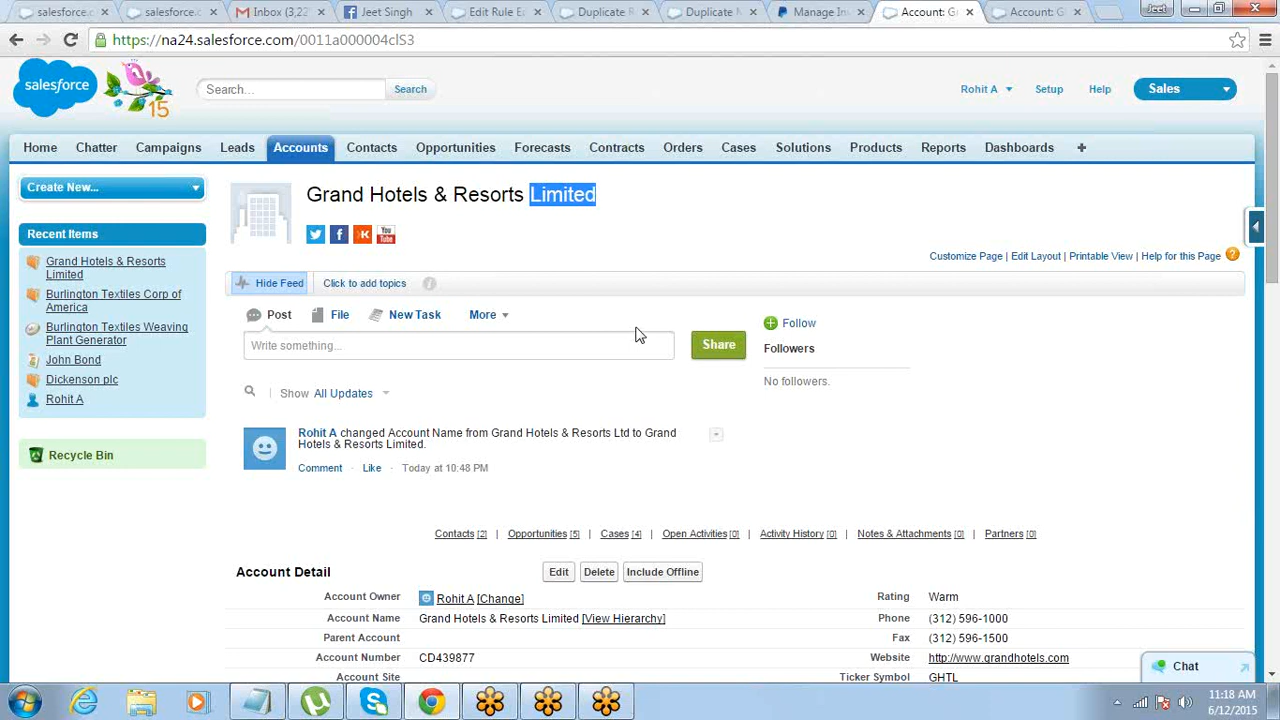 salesforce.c
salesforce.c
Inbox (3,22
Jeet Singh
Edit Rule E
Duplicate R
Duplicate M
Manage In
Account: G
Account: G
Jeet
https://na24.salesforce.com/0011a000004clS3
salesforce
15
Search...
Search
Rohit A
Setup
Help
Sales
Home
Chatter
Campaigns
Leads
Accounts
Contacts
Opportunities
Forecasts
Contracts
Orders
Cases
Solutions
Products
Reports
Dashboards
Create New...
Recent Items
Grand Hotels & Resorts
Limited
Burlington Textiles Corp of
America
Burlington Textiles Weaving
Plant Generator
John Bond
Dickenson plc
Rohit A
Recycle Bin
Grand Hotels & Resorts Limited
You
Tube
Customize Page | Edit Layout | Printable View | Help for this Page
Hide Feed
Click to add topics
Post
File
New Task
More
Write something...
Share
Follow
Followers
No followers.
Show All Updates
Rohit A changed Account Name from Grand Hotels & Resorts Ltd to Grand
Hotels & Resorts Limited.
Comment · Like · Today at 10:48 PM
Contacts [2] | Opportunities [5] | Cases [4] | Open Activities [0] | Activity History [0] | Notes & Attachments [0] | Partners [0]
Account Detail
Edit
Delete
Include Offline
Account Owner Rohit A [Change]
Rating Warm
Account Name Grand Hotels & Resorts Limited [View Hierarchy]
Phone (312) 596-1000
Parent Account
Fax (312) 596-1500
Account Number CD439877
Website http://www.grandhotels.com
Account Site
Ticker Symbol GHTL
Chat
11:18 AM
6/12/2015